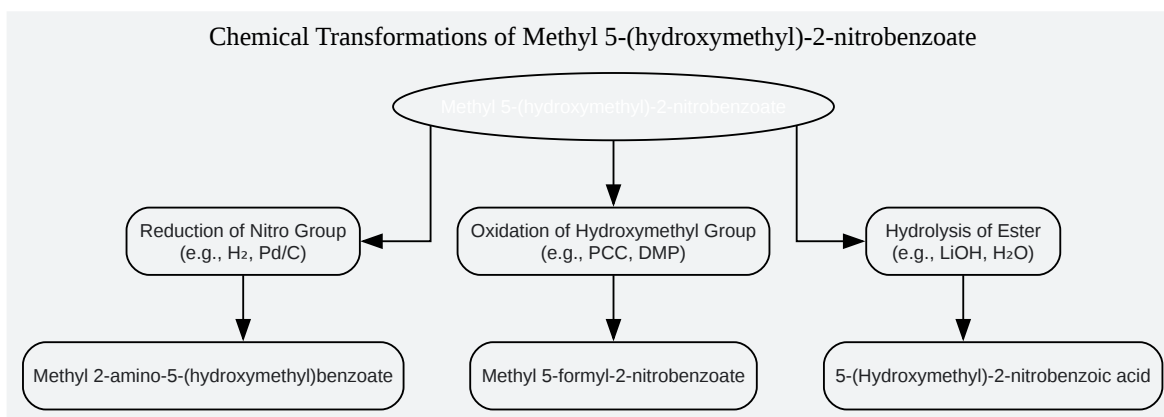 Chemical Transformations of Methyl 5-(hydroxymethyl)-2-nitrobenzoate
Methyl 5-(hydroxymethyl)-2-nitrobenzoate
Reduction of Nitro Group
(e.g., H₂, Pd/C)
Oxidation of Hydroxymethyl Group
(e.g., PCC, DMP)
Hydrolysis of Ester
(e.g., LiOH, H₂O)
Methyl 2-amino-5-(hydroxymethyl)benzoate
Methyl 5-formyl-2-nitrobenzoate
5-(Hydroxymethyl)-2-nitrobenzoic acid